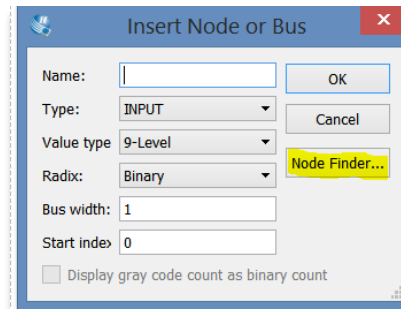 Insert Node or Bus
Name:
OK
Type: INPUT
Cancel
Value type 9-Level
Node Finder...
Radix: Binary
Bus width: 1
Start index 0
Display gray code count as binary count